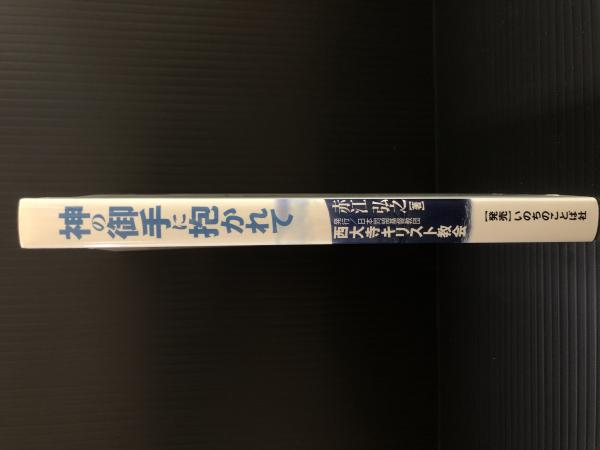 神の御手に抱かれて
赤江弘之[著]
発行/日本同盟基督教団
西大寺キリスト教会
[発売]いのちのことば社